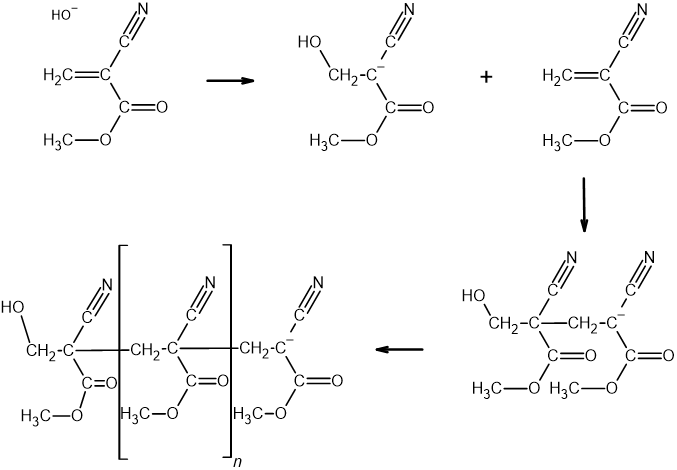 HO⁻ N HO N N
C C C
H₂C=C CH₂-C⁻ + H₂C=C
C=O C=O C=O
H₃C-O H₃C-O H₃C-O
N N N N N
HO C C C HO C C
CH₂-C CH₂-C CH₂-C⁻ CH₂-C CH₂-C⁻
C=O C=O C=O C=O C=O
H₃C-O H₃C-O H₃C-O H₃C-O H₃C-O
n